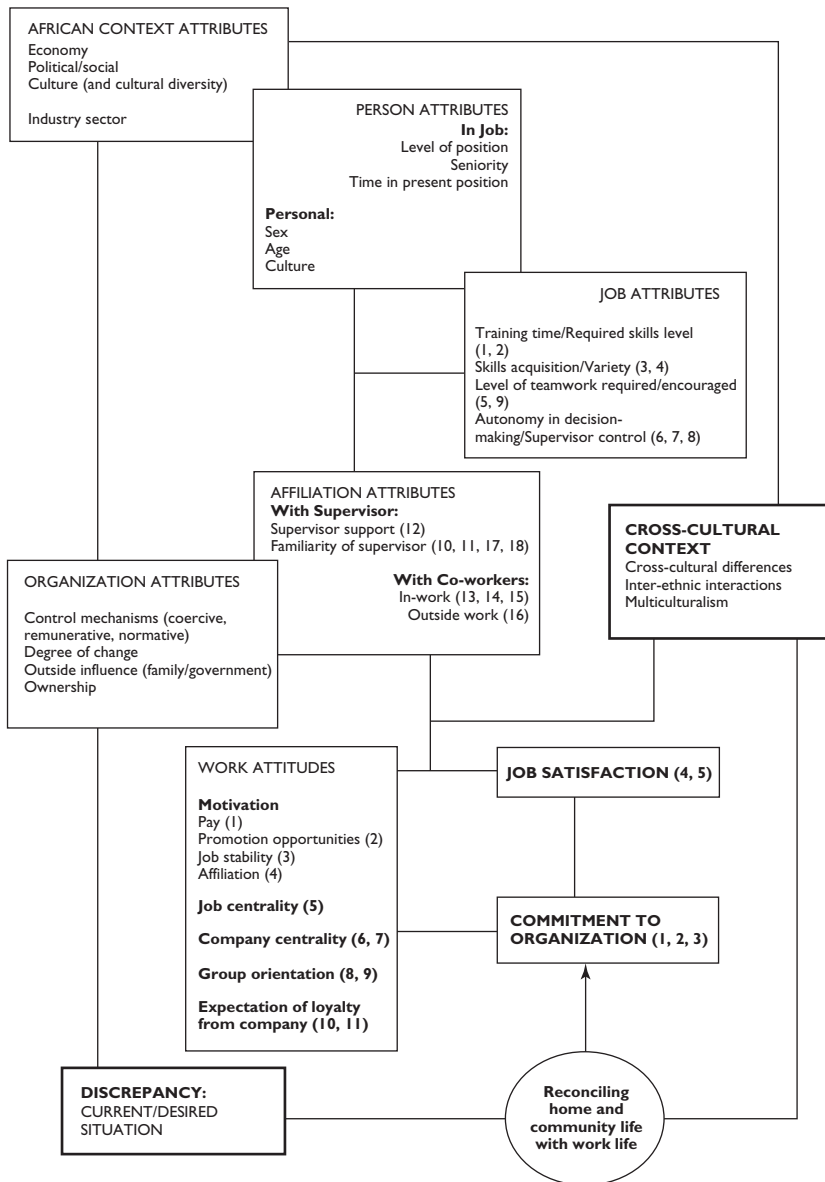 AFRICAN CONTEXT ATTRIBUTES
Economy
Political/social
Culture (and cultural diversity)
Industry sector
PERSON ATTRIBUTES
In Job:
Level of position
Seniority
Time in present position
Personal:
Sex
Age
Culture
JOB ATTRIBUTES
Training time/Required skills level
(1, 2)
Skills acquisition/Variety (3, 4)
Level of teamwork required/encouraged
(5, 9)
Autonomy in decision-
making/Supervisor control (6, 7, 8)
AFFILIATION ATTRIBUTES
With Supervisor:
Supervisor support (12)
Familiarity of supervisor (10, 11, 17, 18)
With Co-workers:
In-work (13, 14, 15)
Outside work (16)
CROSS-CULTURAL
CONTEXT
Cross-cultural differences
Inter-ethnic interactions
Multiculturalism
ORGANIZATION ATTRIBUTES
Control mechanisms (coercive,
remunerative, normative)
Degree of change
Outside influence (family/government)
Ownership
WORK ATTITUDES
Motivation
Pay (1)
Promotion opportunities (2)
Job stability (3)
Affiliation (4)
Job centrality (5)
Company centrality (6, 7)
Group orientation (8, 9)
Expectation of loyalty
from company (10, 11)
JOB SATISFACTION (4, 5)
COMMITMENT TO
ORGANIZATION (1, 2, 3)
DISCREPANCY:
CURRENT/DESIRED
SITUATION
Reconciling
home and
community life
with work life